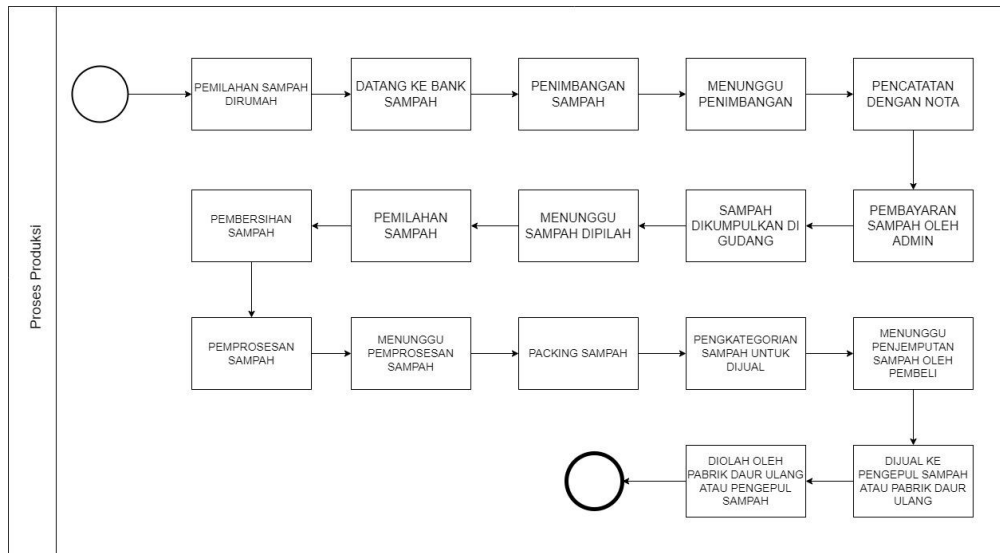 Proses Produksi
PEMILAHAN SAMPAH
DIRUMAH
DATANG KE BANK
SAMPAH
PENIMBANGAN
SAMPAH
MENUNGGU
PENIMBANGAN
PENCATATAN
DENGAN NOTA
PEMBAYARAN
SAMPAH OLEH
ADMIN
SAMPAH
DIKUMPULKAN DI
GUDANG
MENUNGGU
SAMPAH DIPILAH
PEMILAHAN
SAMPAH
PEMBERSIHAN
SAMPAH
PEMPROSESAN
SAMPAH
MENUNGGU
PEMPROSESAN
SAMPAH
PACKING SAMPAH
PENGKATEGORIAN
SAMPAH UNTUK
DIJUAL
MENUNGGU
PENJEMPUTAN
SAMPAH OLEH
PEMBELI
DIJUAL KE
PENGEPUL SAMPAH
ATAU PABRIK DAUR
ULANG
DIOLAH OLEH
PABRIK DAUR ULANG
ATAU PENGEPUL
SAMPAH